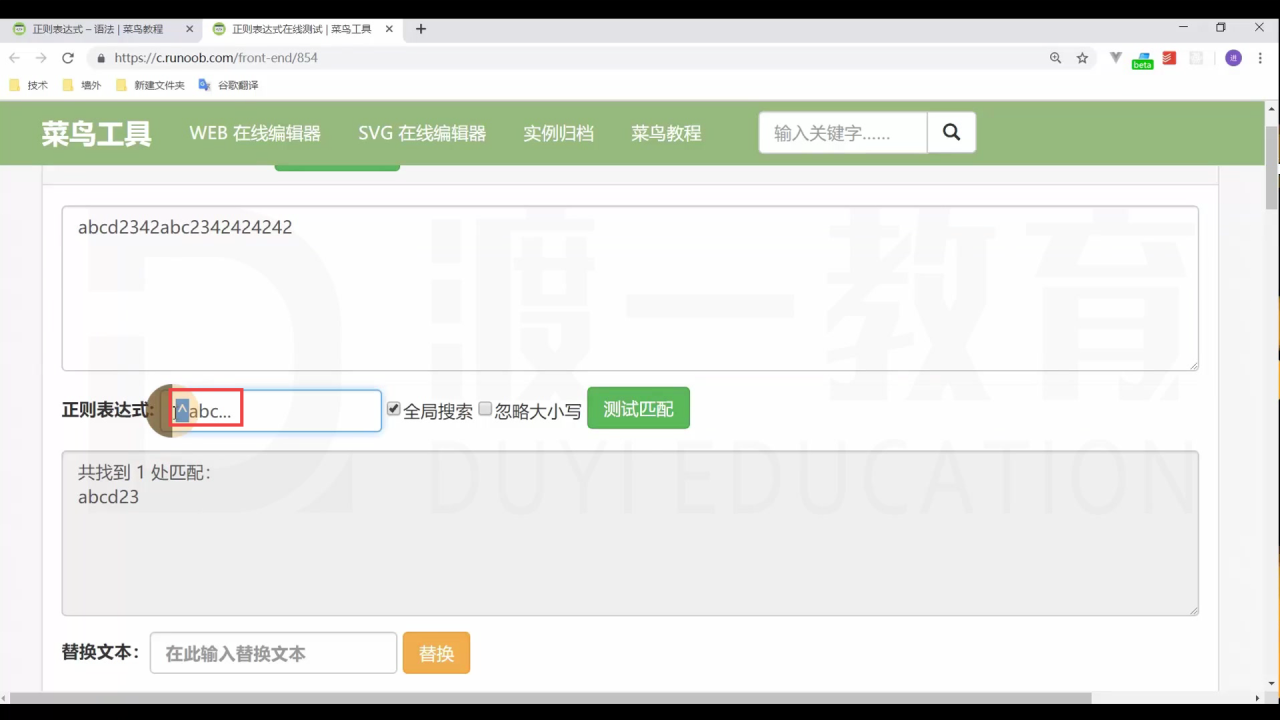 正则表达式 – 语法 | 菜鸟教程
正则表达式在线测试 | 菜鸟工具
https://c.runoob.com/front-end/854
beta
进
技术
墙外
新建文件夹
谷歌翻译
菜鸟工具
WEB 在线编辑器
SVG 在线编辑器
实例归档
菜鸟教程
输入关键字......
abcd2342abc2342424242
渡一教育
正则表达式:
^abc...
全局搜索
忽略大小写
测试匹配
共找到 1 处匹配：
abcd23
DUYI EDUCATION
替换文本：
在此输入替换文本
替换